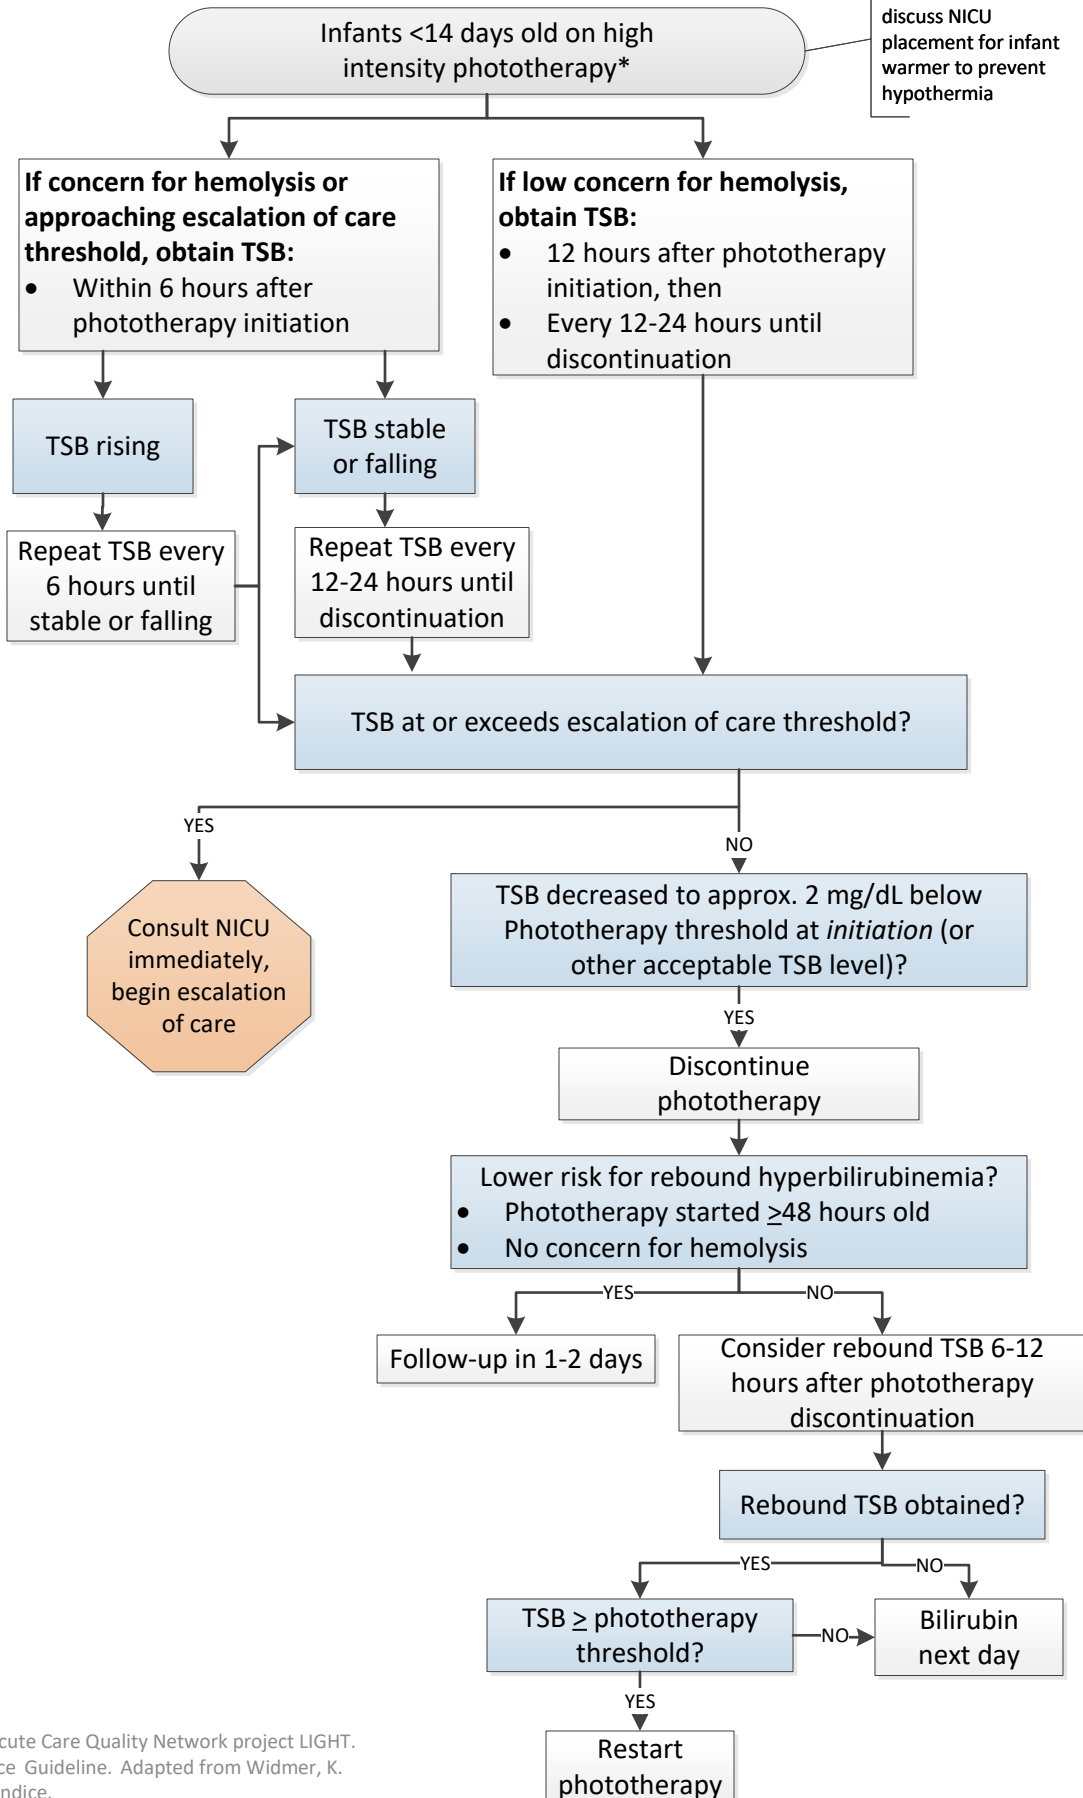 discuss NICU
placement for infant
warmer to prevent
hypothermia
Infants <14 days old on high
intensity phototherapy*
If concern for hemolysis or
approaching escalation of care
threshold, obtain TSB:
• Within 6 hours after
phototherapy initiation
If low concern for hemolysis,
obtain TSB:
• 12 hours after phototherapy
initiation, then
• Every 12-24 hours until
discontinuation
TSB rising
TSB stable
or falling
Repeat TSB every
6 hours until
stable or falling
Repeat TSB every
12-24 hours until
discontinuation
TSB at or exceeds escalation of care threshold?
YES
NO
Consult NICU
immediately,
begin escalation
of care
TSB decreased to approx. 2 mg/dL below
Phototherapy threshold at initiation (or
other acceptable TSB level)?
YES
Discontinue
phototherapy
Lower risk for rebound hyperbilirubinemia?
• Phototherapy started ≥48 hours old
• No concern for hemolysis
YES
NO
Follow-up in 1-2 days
Consider rebound TSB 6-12
hours after phototherapy
discontinuation
Rebound TSB obtained?
YES
NO
TSB ≥ phototherapy
threshold?
NO
Bilirubin
next day
YES
Restart
phototherapy
cute Care Quality Network project LIGHT.
ce Guideline. Adapted from Widmer, K.
ndice.